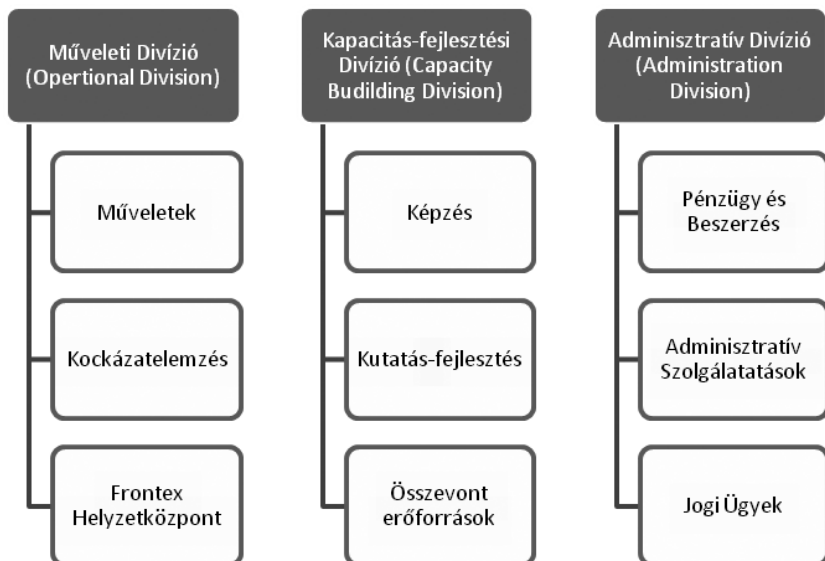 Műveleti Divízió
(Opertional Division)
Műveletek
Kockázatelemzés
Frontex
Helyzetközpont
Kapacitás-fejlesztési
Divízió (Capacity
Budilding Division)
Képzés
Kutatás-fejlesztés
Összevont
erőforrások
Adminisztratív Divízió
(Administration
Division)
Pénzügy és
Beszerzés
Adminisztratív
Szolgálatatások
Jogi Ügyek